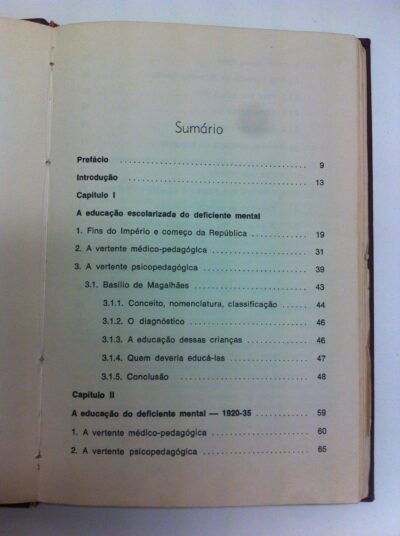 Sumário
Prefácio ........ 9
Introdução ........ 13
Capítulo I
A educação escolarizada do deficiente mental
1. Fins do Império e começo da República ........ 19
2. A vertente médico-pedagógica ........ 31
3. A vertente psicopedagógica ........ 39
3.1. Basílio de Magalhães ........ 43
3.1.1. Conceito, nomenclatura, classificação ........ 44
3.1.2. O diagnóstico ........ 46
3.1.3. A educação dessas crianças ........ 46
3.1.4. Quem deveria educá-las ........ 47
3.1.5. Conclusão ........ 48
Capítulo II
A educação do deficiente mental — 1920-35 ........ 59
1. A vertente médico-pedagógica ........ 60
2. A vertente psicopedagógica ........ 65